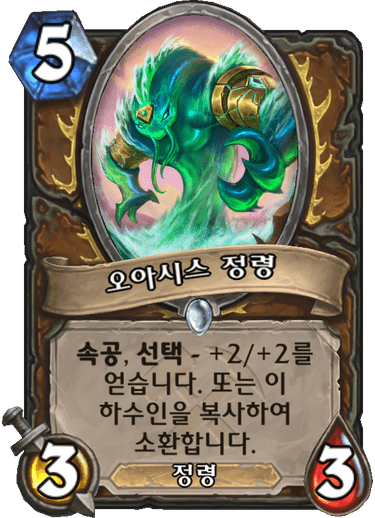 5
오아시스 정령
속공, 선택 - +2/+2를
얻습니다. 또는 이
하수인을 복사하여
소환합니다.
3
정령
3